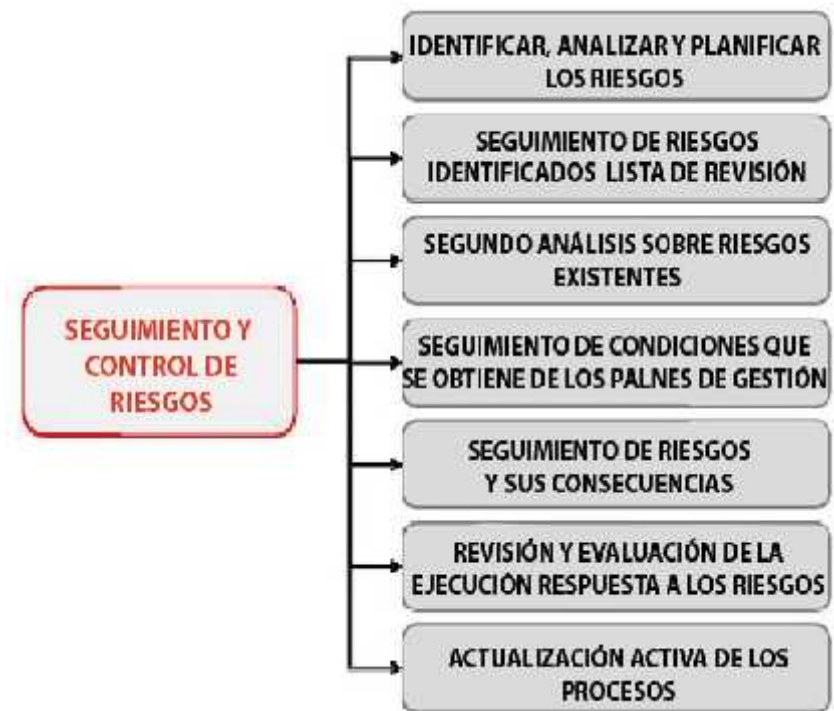 SEGUIMIENTO Y
CONTROL DE
RIESGOS
IDENTIFICAR, ANALIZAR Y PLANIFICAR
LOS RIESGOS
SEGUIMIENTO DE RIESGOS
IDENTIFICADOS LISTA DE REVISIÓN
SEGUNDO ANÁLISIS SOBRE RIESGOS
EXISTENTES
SEGUIMIENTO DE CONDICIONES QUE
SE OBTIENE DE LOS PALNES DE GESTIÓN
SEGUIMIENTO DE RIESGOS
Y SUS CONSECUENCIAS
REVISIÓN Y EVALUACIÓN DE LA
EJECUCIÓN RESPUESTA A LOS RIESGOS
ACTUALIZACIÓN ACTIVA DE LOS
PROCESOS